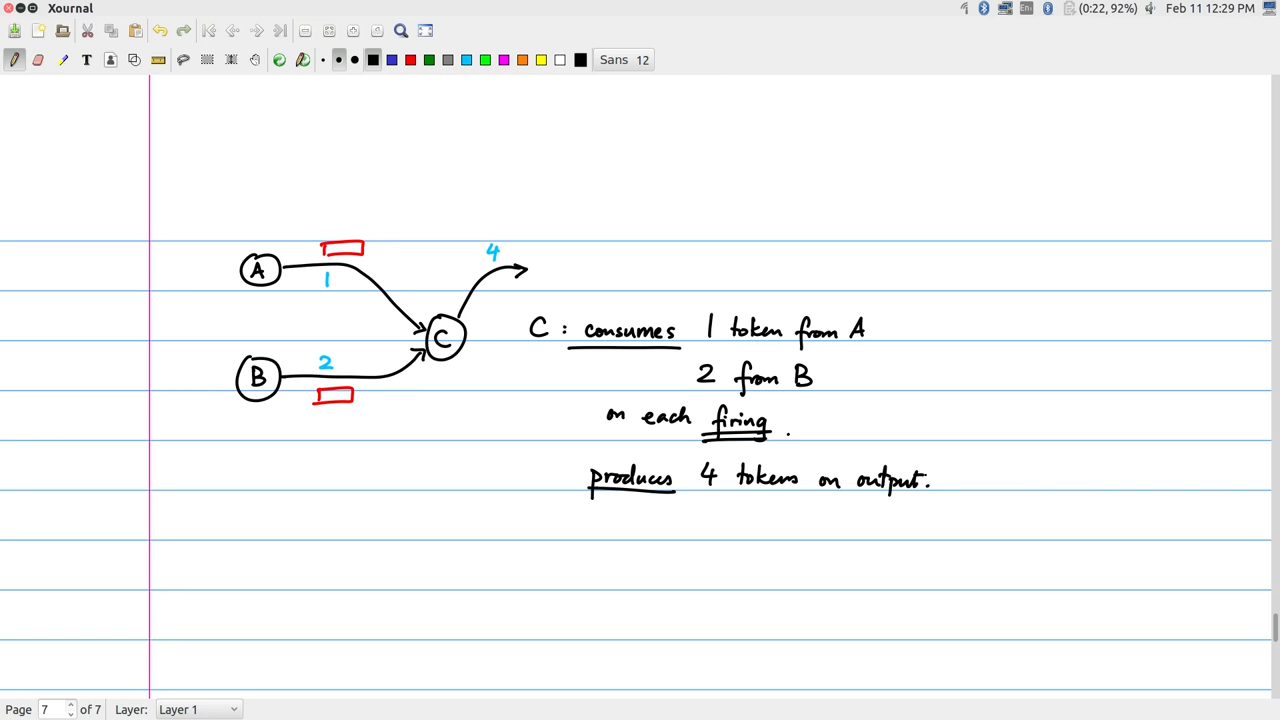 Xournal
(0:22, 92%) Feb 11 12:29 PM
En
T
Sans 12
A
1
4
C
B
2
C : consumes 1 token from A
2 from B
on each firing.
produces 4 tokens on output.
Page 7 of 7 Layer: Layer 1